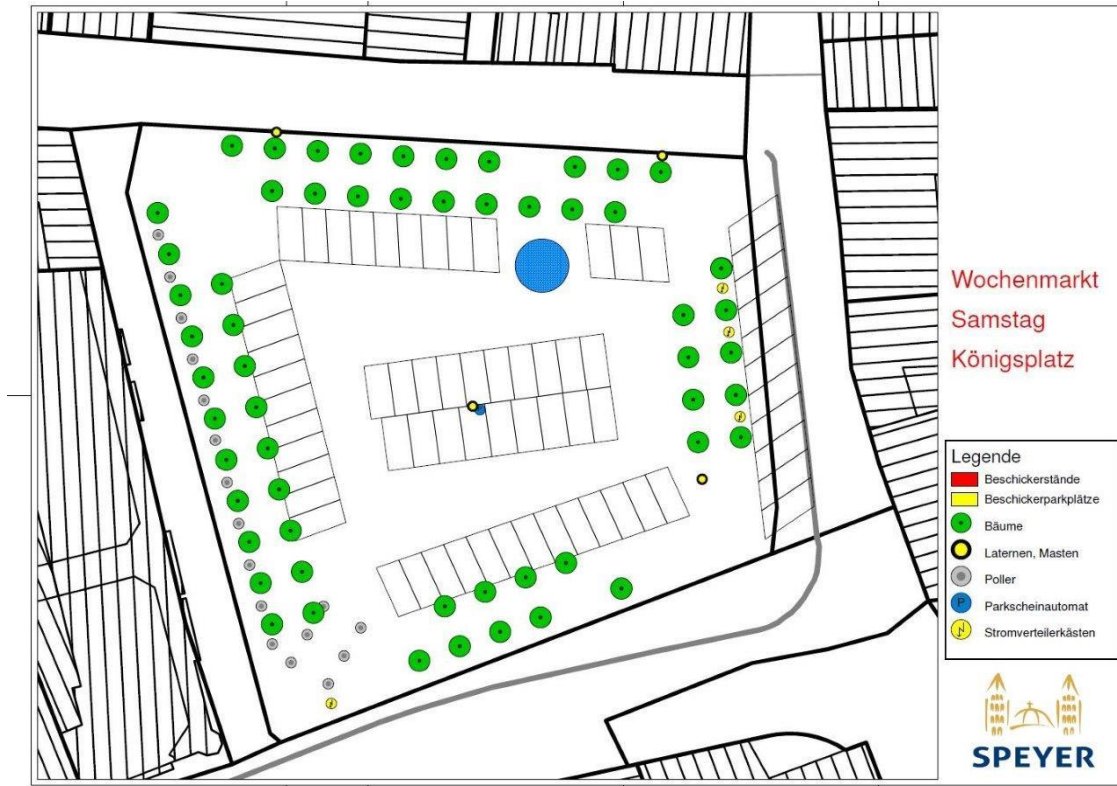 Wochenmarkt
Samstag
Königsplatz
Legende
Beschickerstände
Beschickerparkplätze
Bäume
Laternen, Masten
Poller
P Parkscheinautomat
Stromverteilerkästen
SPEYER